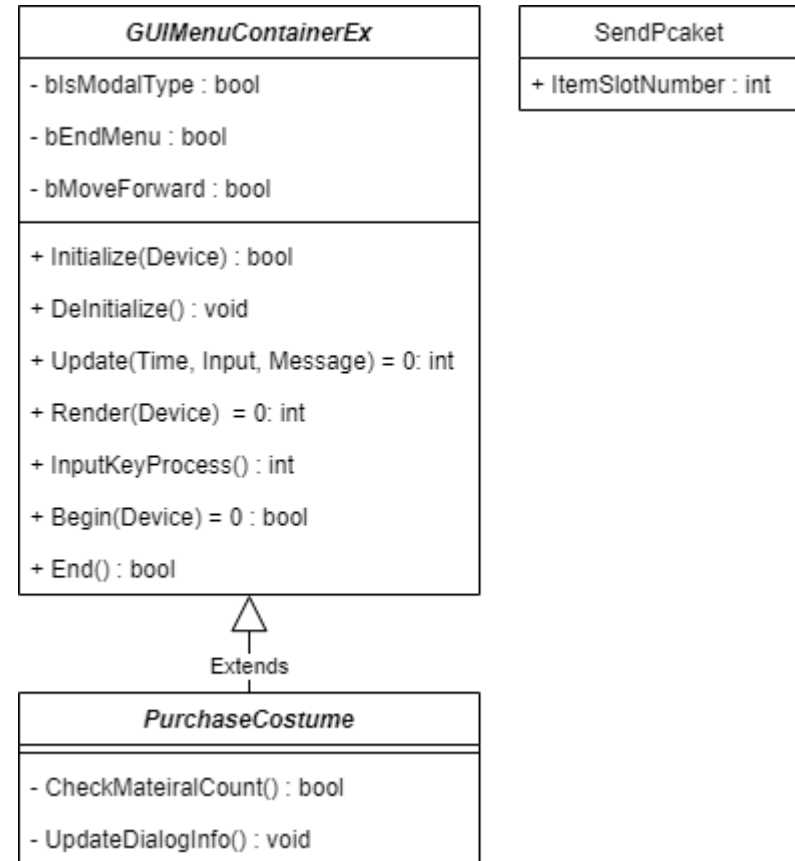 GUIMenuContainerEx
- bIsModalType : bool
- bEndMenu : bool
- bMoveForward : bool
+ Initialize(Device) : bool
+ DeInitialize() : void
+ Update(Time, Input, Message) = 0: int
+ Render(Device)  = 0: int
+ InputKeyProcess() : int
+ Begin(Device) = 0 : bool
+ End() : bool
Extends
PurchaseCostume
- CheckMateiralCount() : bool
- UpdateDialogInfo() : void
SendPcaket
+ ItemSlotNumber : int